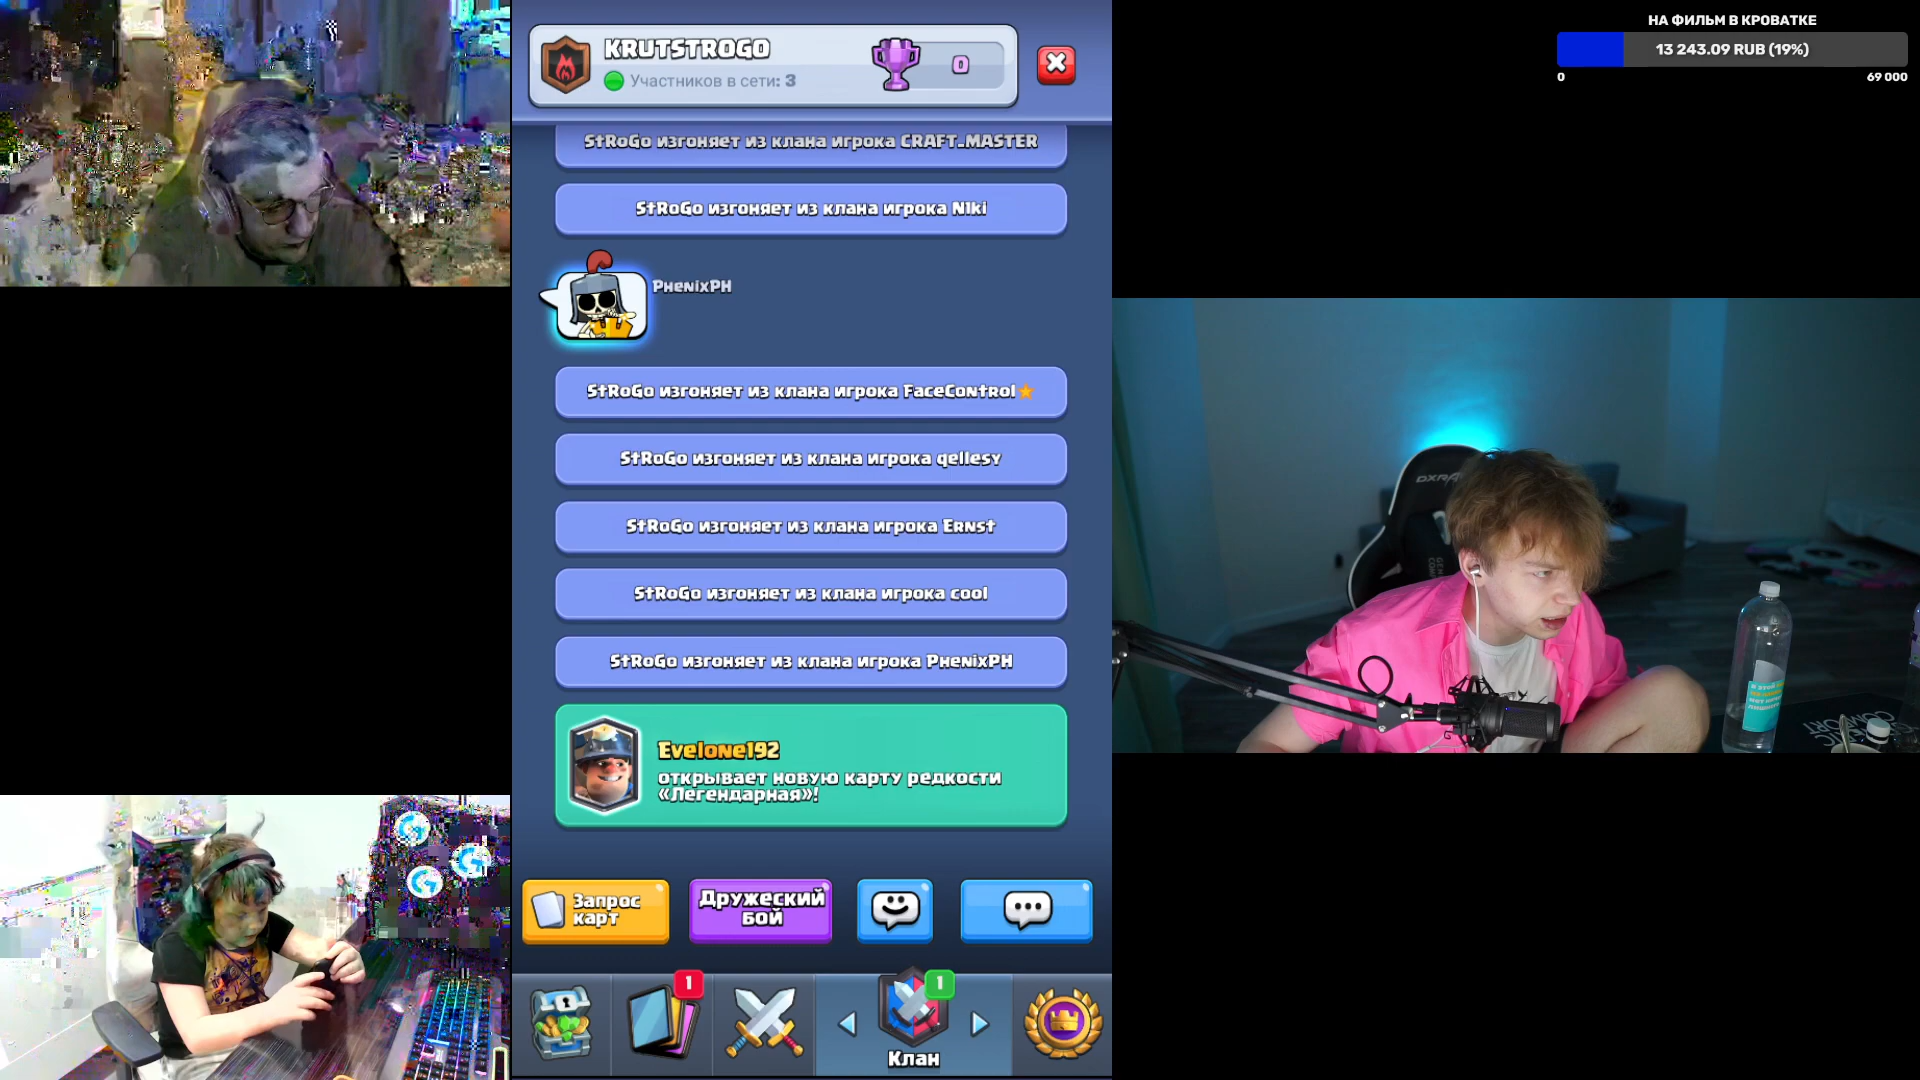 KRUTSTROGO
Участников в сети: 3
0
StRoGo изгоняет из клана игрока CRAFT_MASTER
StRoGo изгоняет из клана игрока N1ki
PhenixPH
StRoGo изгоняет из клана игрока FaceControl
StRoGo изгоняет из клана игрока qellesy
StRoGo изгоняет из клана игрока Ernst
StRoGo изгоняет из клана игрока cool
StRoGo изгоняет из клана игрока PhenixPH
Evelone192
открывает новую карту редкости
«Легендарная»!
Запрос
карт
Дружеский
бой
1
1
Клан
НА ФИЛЬМ В КРОВАТКЕ
13 243.09 RUB (19%)
0
69 000